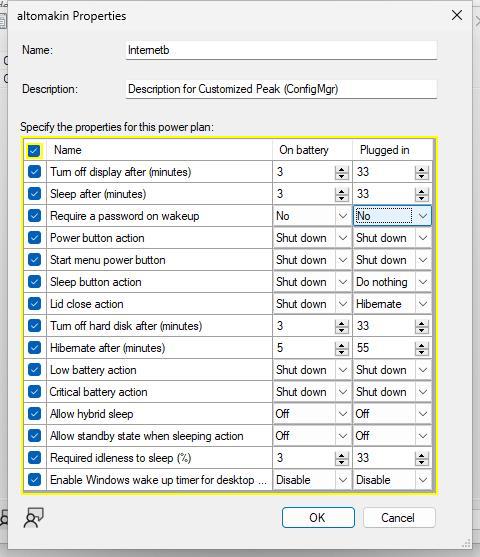 altomakin Properties
Name: Internetb
Description: Description for Customized Peak (ConfigMgr)
Specify the properties for this power plan:
Name On battery Plugged in
Turn off display after (minutes) 3 33
Sleep after (minutes) 3 33
Require a password on wakeup No No
Power button action Shut down Shut down
Start menu power button Shut down Shut down
Sleep button action Shut down Do nothing
Lid close action Shut down Hibernate
Turn off hard disk after (minutes) 3 33
Hibernate after (minutes) 5 55
Low battery action Shut down Shut down
Critical battery action Shut down Shut down
Allow hybrid sleep Off Off
Allow standby state when sleeping action Off Off
Required idleness to sleep (%) 3 33
Enable Windows wake up timer for desktop ... Disable Disable
OK Cancel